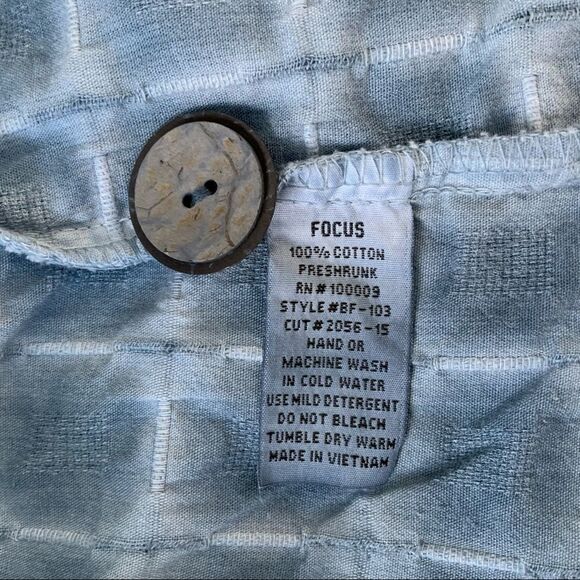 FOCUS
100% COTTON
PRESHRUNK
RN#100009
STYLE#BF-103
CUT#2056-15
HAND OR
MACHINE WASH
IN COLD WATER
USE MILD DETERGENT
DO NOT BLEACH
TUMBLE DRY WARM
MADE IN VIETNAM